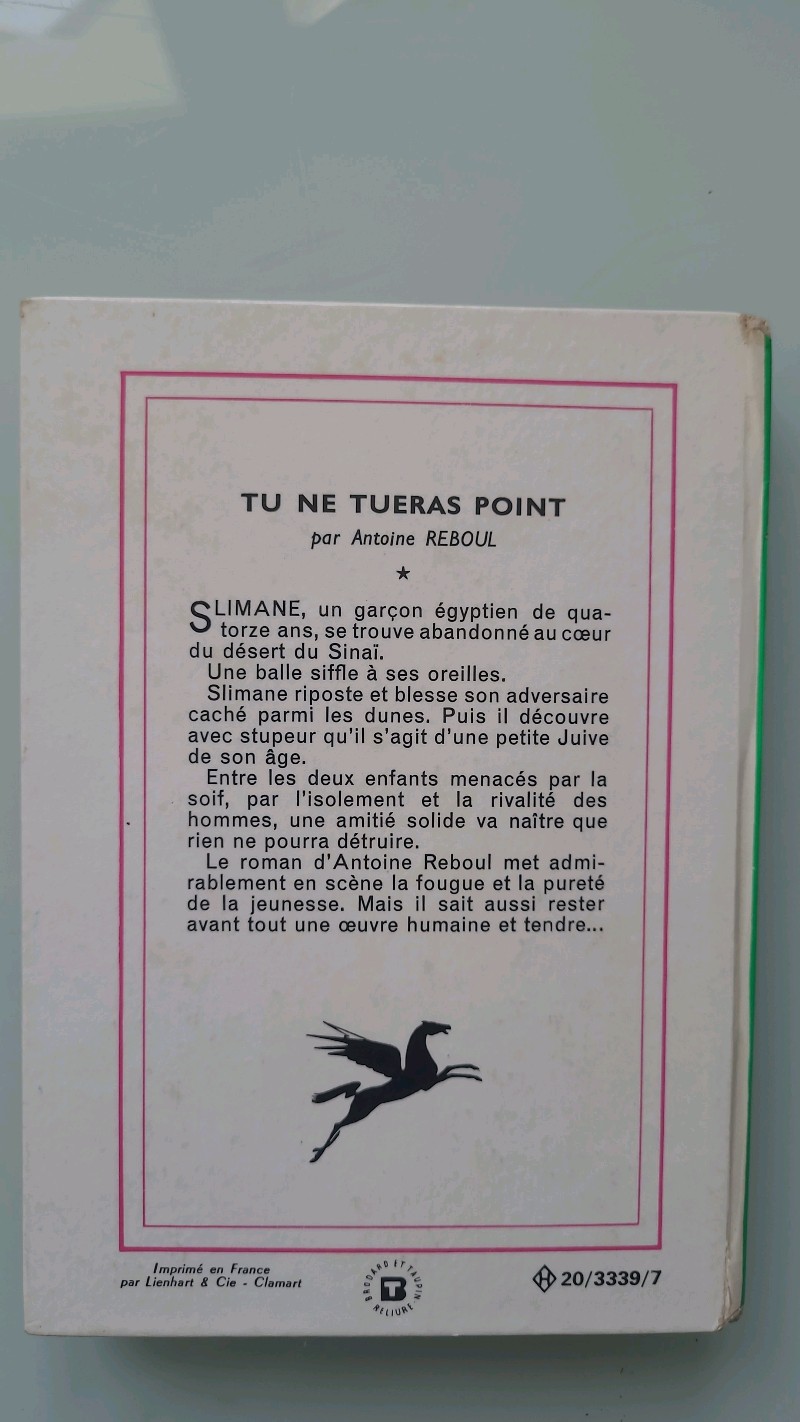 TU NE TUERAS POINT
par Antoine REBOUL
★
SLIMANE, un garçon égyptien de qua-
torze ans, se trouve abandonné au cœur
du désert du Sinaï.
Une balle siffle à ses oreilles.
Slimane riposte et blesse son adversaire
caché parmi les dunes. Puis il découvre
avec stupeur qu'il s'agit d'une petite Juive
de son âge.
Entre les deux enfants menacés par la
soif, par l'isolement et la rivalité des
hommes, une amitié solide va naître que
rien ne pourra détruire.
Le roman d'Antoine Reboul met admi-
rablement en scène la fougue et la pureté
de la jeunesse. Mais il sait aussi rester
avant tout une œuvre humaine et tendre...
Imprimé en France
par Lienhart & Cie - Clamart
BRODARD ET TAUPIN
BT
RELIURE
H 20/3339/7